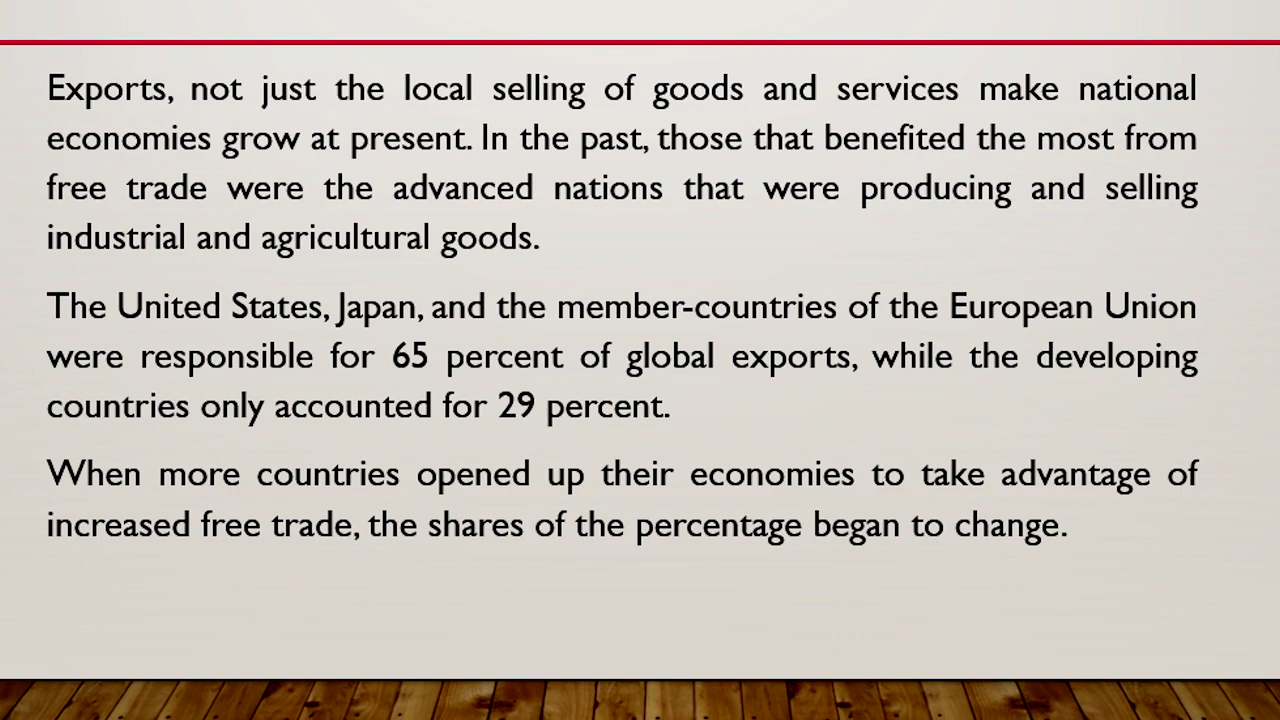 Exports, not just the local selling of goods and services make national
economies grow at present. In the past, those that benefited the most from
free trade were the advanced nations that were producing and selling
industrial and agricultural goods.
The United States, Japan, and the member-countries of the European Union
were responsible for 65 percent of global exports, while the developing
countries only accounted for 29 percent.
When more countries opened up their economies to take advantage of
increased free trade, the shares of the percentage began to change.